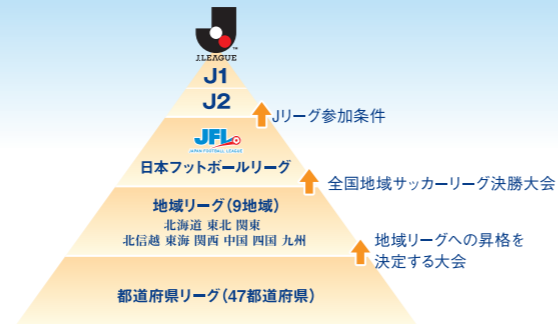 J.LEAGUE
J1
J2
Jリーグ参加条件
JFL
JAPAN FOOTBALL LEAGUE
日本フットボールリーグ
全国地域サッカーリーグ決勝大会
地域リーグ(9地域)
北海道 東北 関東
北信越 東海 関西 中国 四国 九州
地域リーグへの昇格を
決定する大会
都道府県リーグ(47都道府県)